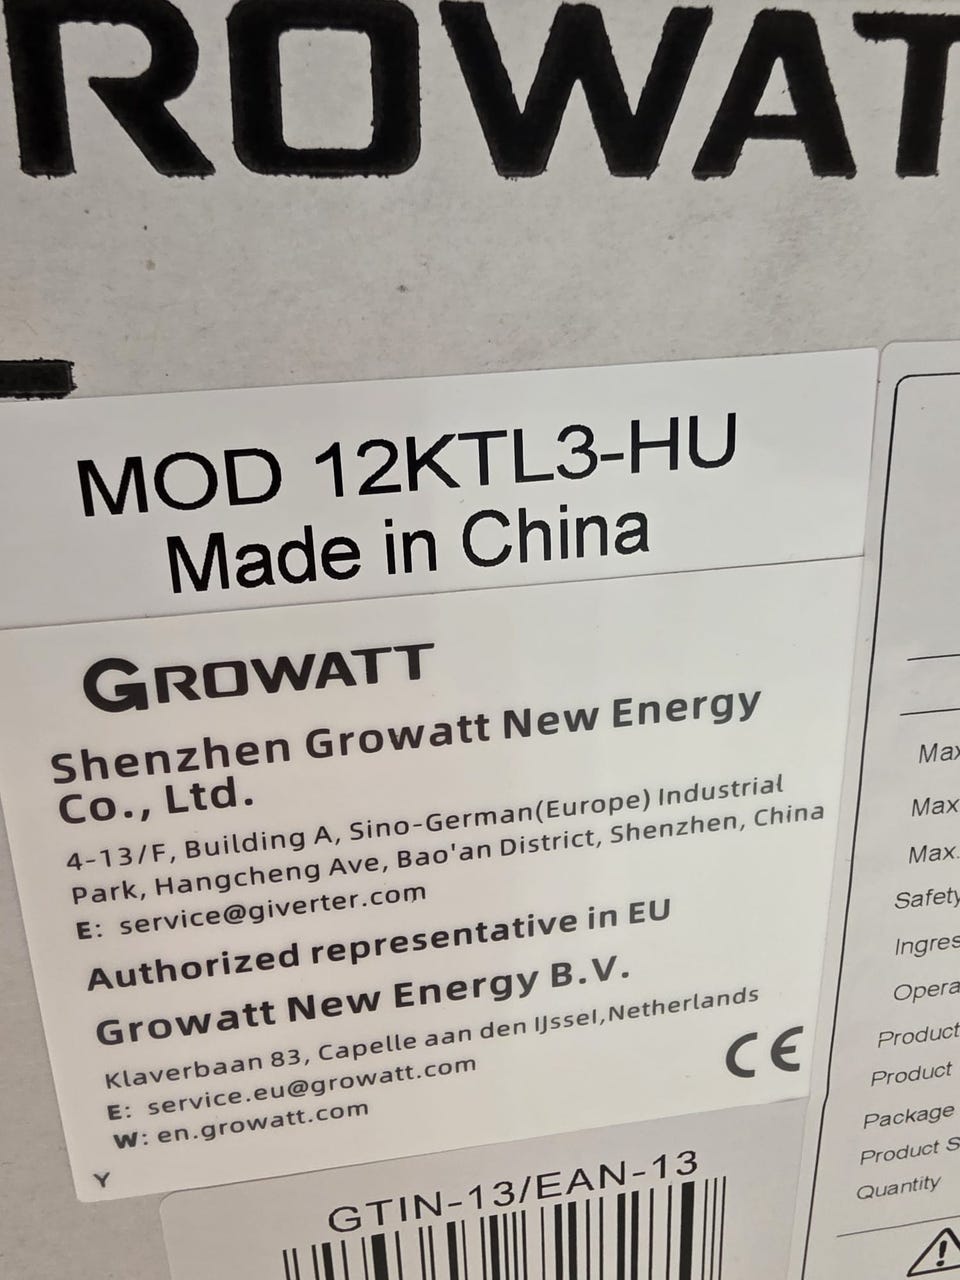 ROWAT
MOD 12KTL3-HU
Made in China
GROWATT
Shenzhen Growatt New Energy
Co., Ltd.
4-13/F, Building A, Sino-German(Europe) Industrial
Park, Hangcheng Ave, Bao'an District, Shenzhen, China
E: service@giverter.com
Authorized representative in EU
Growatt New Energy B.V.
Klaverbaan 83, Capelle aan den IJssel,Netherlands
E: service.eu@growatt.com
W: en.growatt.com
CE
Y
GTIN-13/EAN-13
Max
Max
Max.
Safety
Ingres
Opera
Product
Product
Package
Product S
Quantity